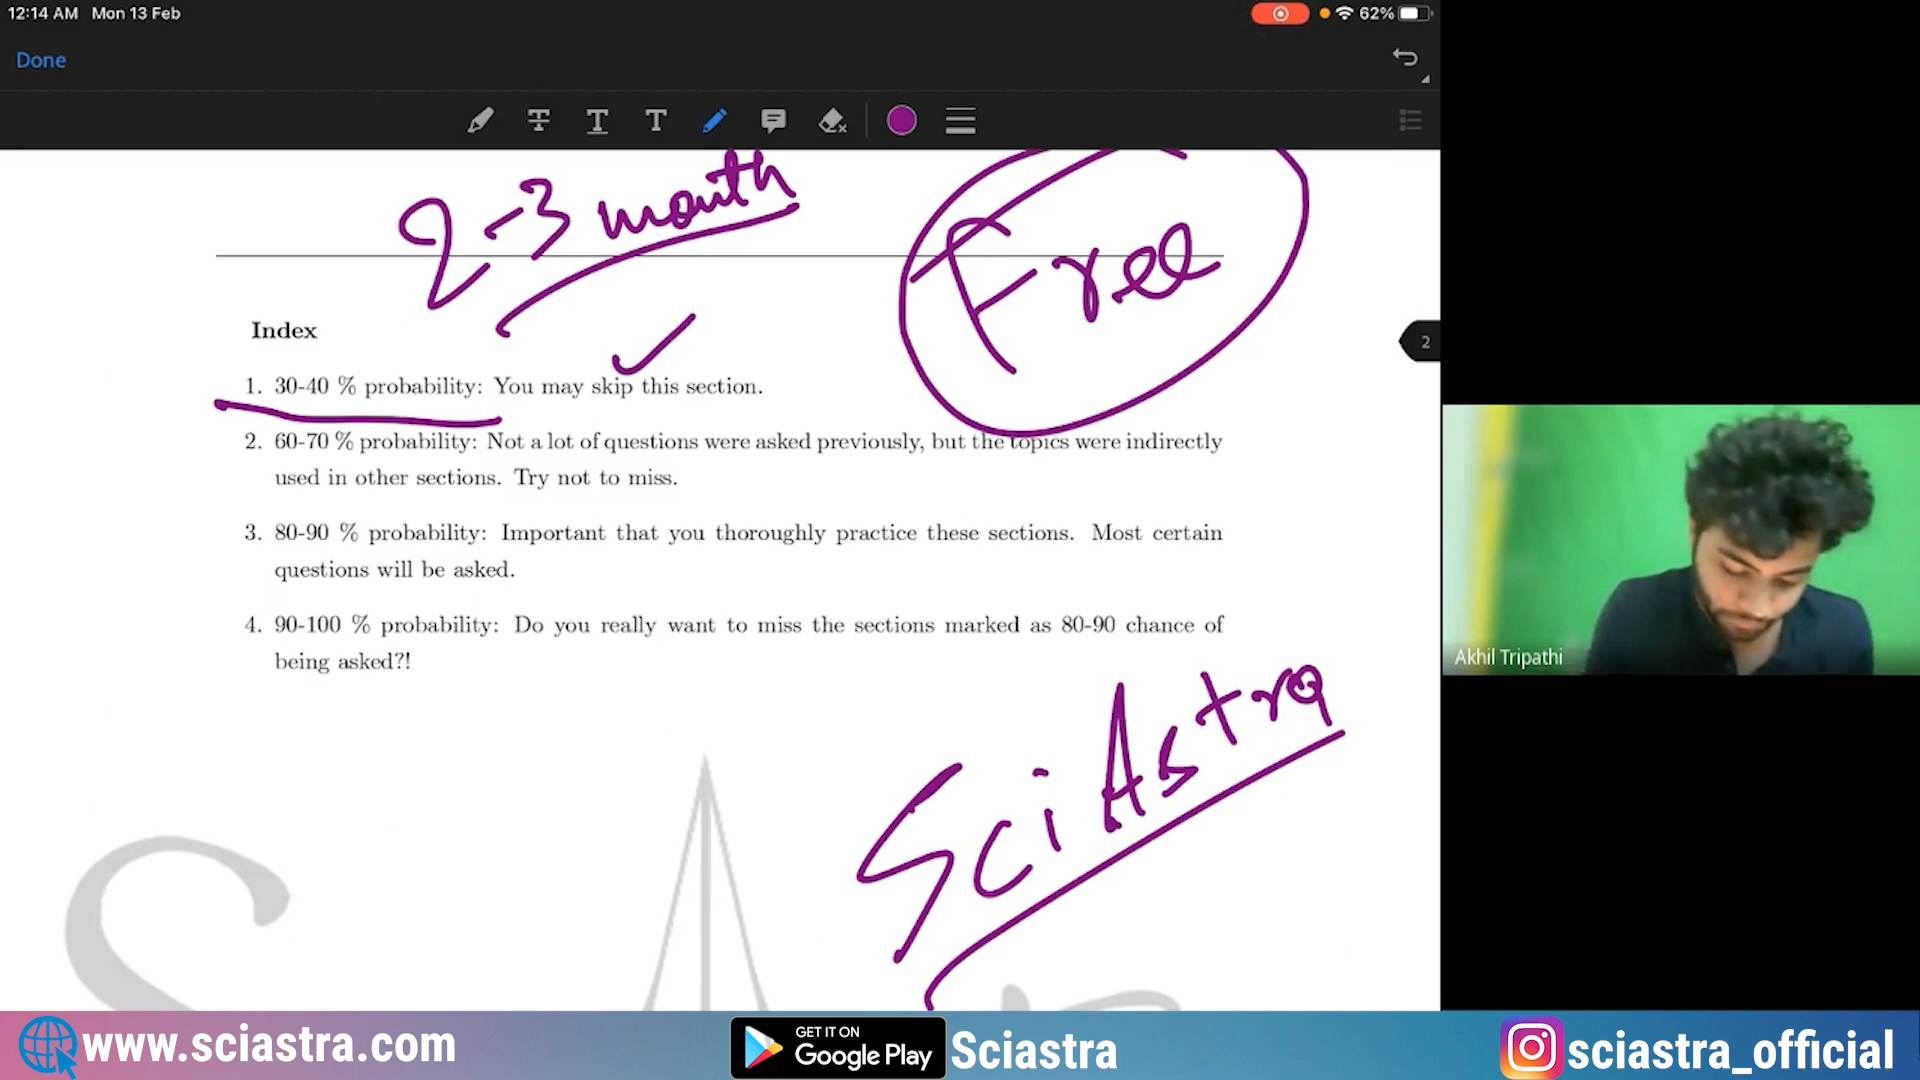 12:14 AM Mon 13 Feb
62%
Done
T T T
2-3 month
Free
Index
2
1. 30-40 % probability: You may skip this section.
2. 60-70 % probability: Not a lot of questions were asked previously, but the topics were indirectly
used in other sections. Try not to miss.
3. 80-90 % probability: Important that you thoroughly practice these sections. Most certain
questions will be asked.
4. 90-100 % probability: Do you really want to miss the sections marked as 80-90 chance of
being asked?!
Akhil Tripathi
SciAstra
www.sciastra.com
GET IT ON
Google Play
Sciastra
sciastra_official